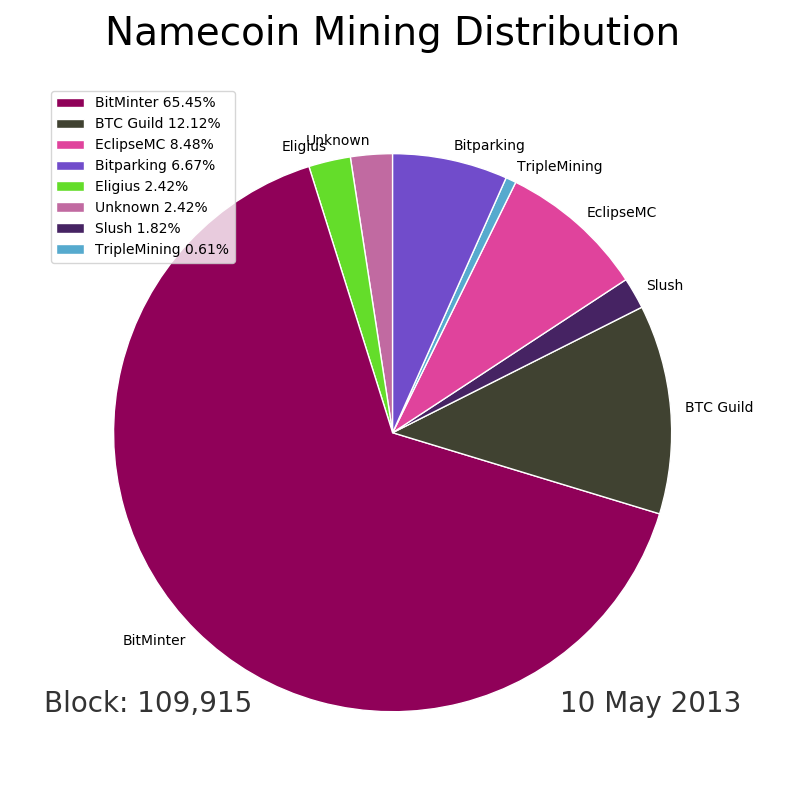 Namecoin Mining Distribution
BitMinter 65.45%
BTC Guild 12.12%
EclipseMC 8.48%
Bitparking 6.67%
Eligius 2.42%
Unknown 2.42%
Slush 1.82%
TripleMining 0.61%
Eligius
Unknown
Bitparking
TripleMining
EclipseMC
Slush
BTC Guild
BitMinter
Block: 109,915
10 May 2013